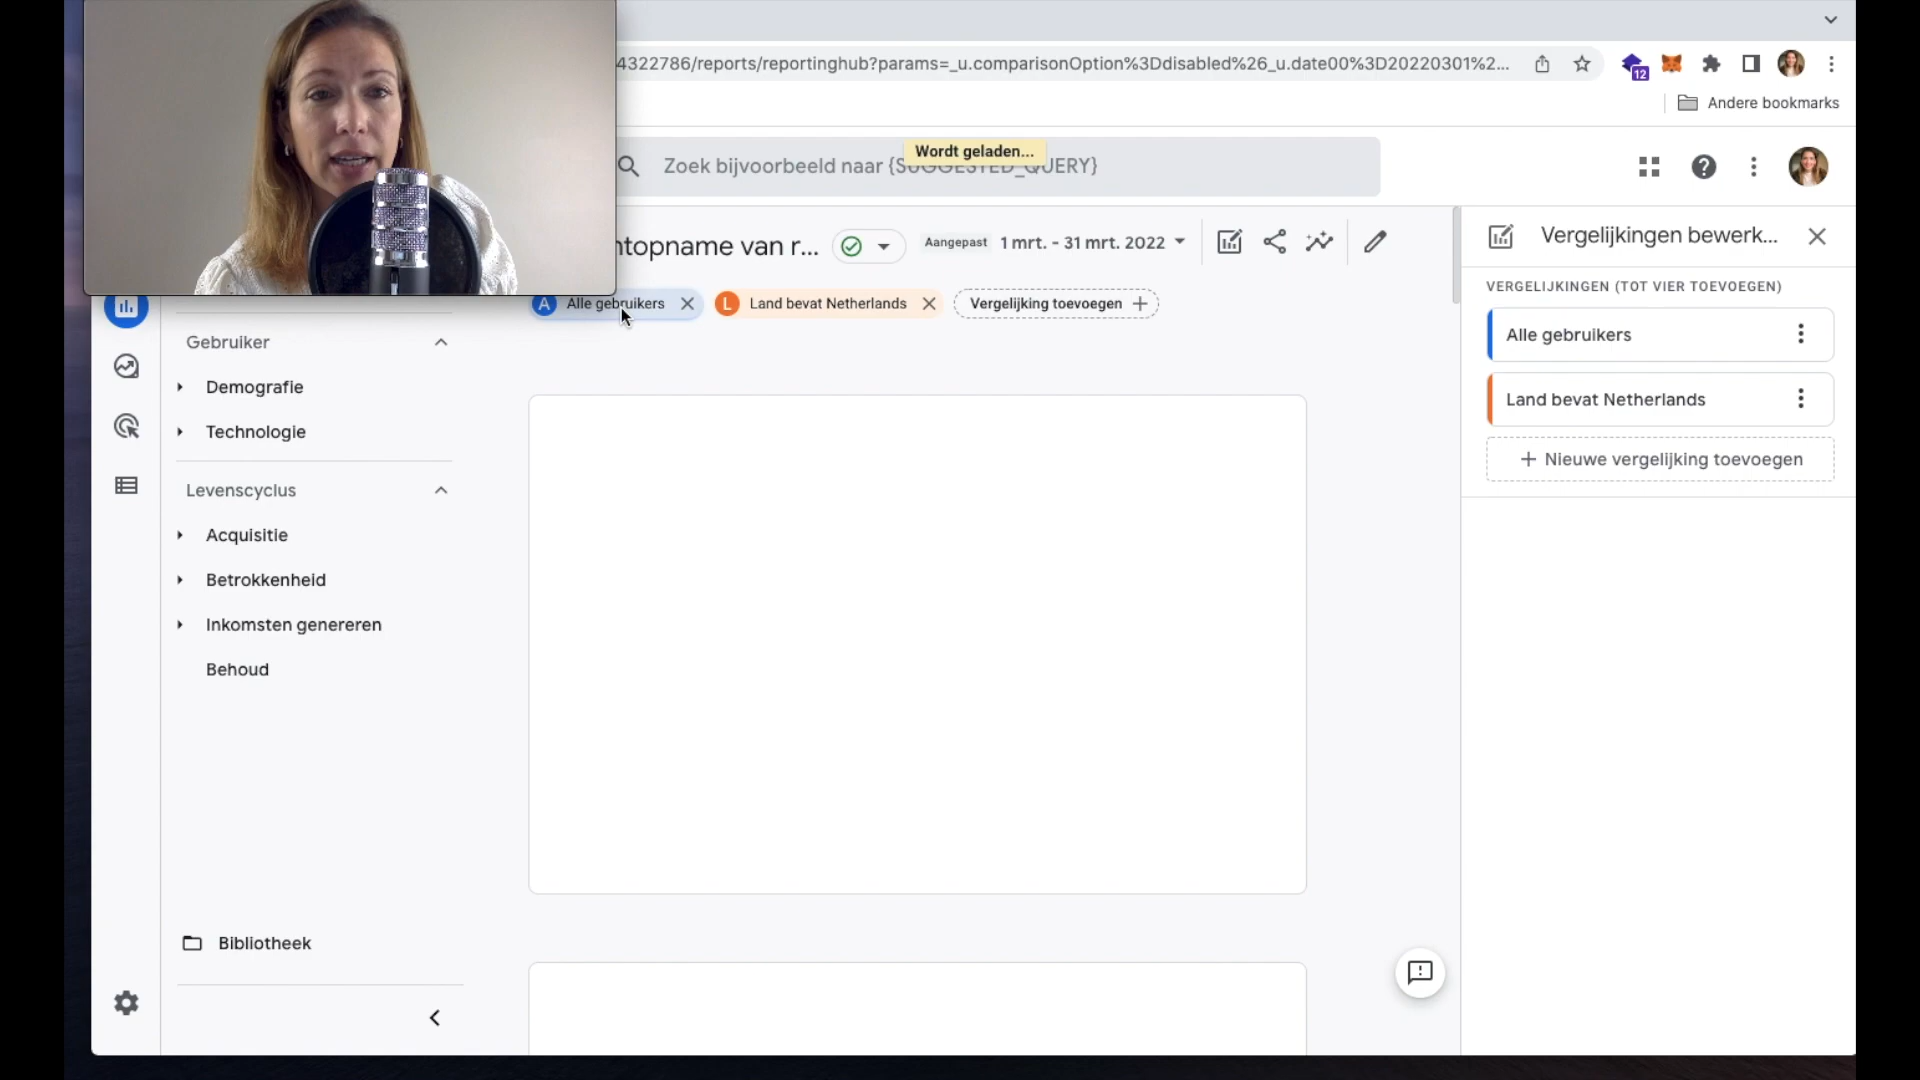 4322786/reports/reportinghub?params=_u.comparisonOption%3Ddisabled%26_u.date00%3D20220301%2...
12
Andere bookmarks
Wordt geladen...
Zoek bijvoorbeeld naar {SUGGESTED_QUERY}
ntopname van r...
Aangepast 1 mrt. - 31 mrt. 2022
Vergelijkingen bewerk...
A Alle gebruikers
L Land bevat Netherlands
Vergelijking toevoegen +
VERGELIJKINGEN (TOT VIER TOEVOEGEN)
Alle gebruikers
Land bevat Netherlands
+ Nieuwe vergelijking toevoegen
Gebruiker
Demografie
Technologie
Levenscyclus
Acquisitie
Betrokkenheid
Inkomsten genereren
Behoud
Bibliotheek